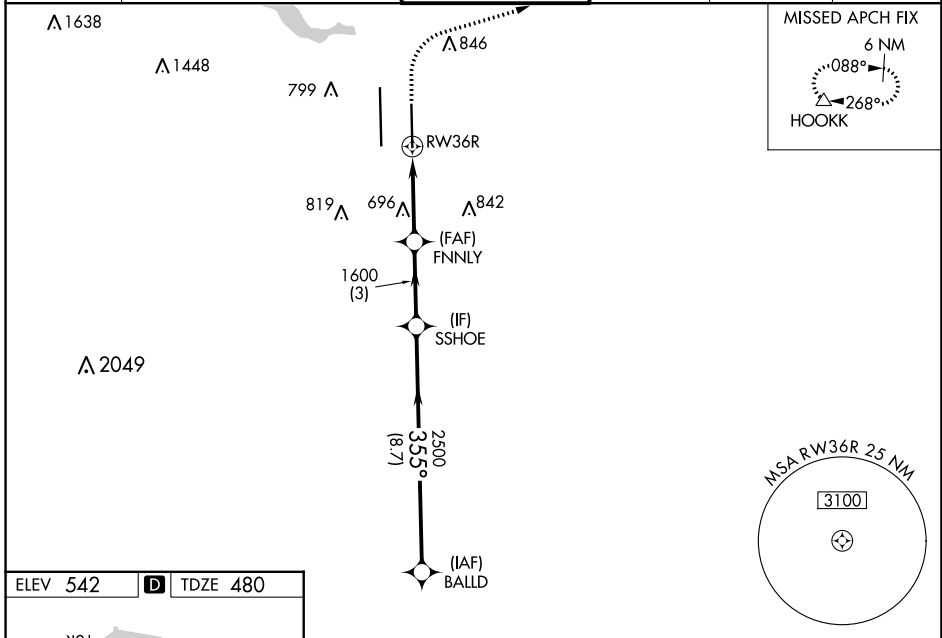 1638
1448
799
846
RW36R
MISSED APCH FIX
6 NM
088°
268°
HOOKK
819
696
842
(FAF)
FNNLY
1600
(3)
(IF)
SSHOE
2049
2500
355°
(8.7)
(IAF)
BALLD
MSA RW36R 25 NM
3100
ELEV 542
D
TDZE 480